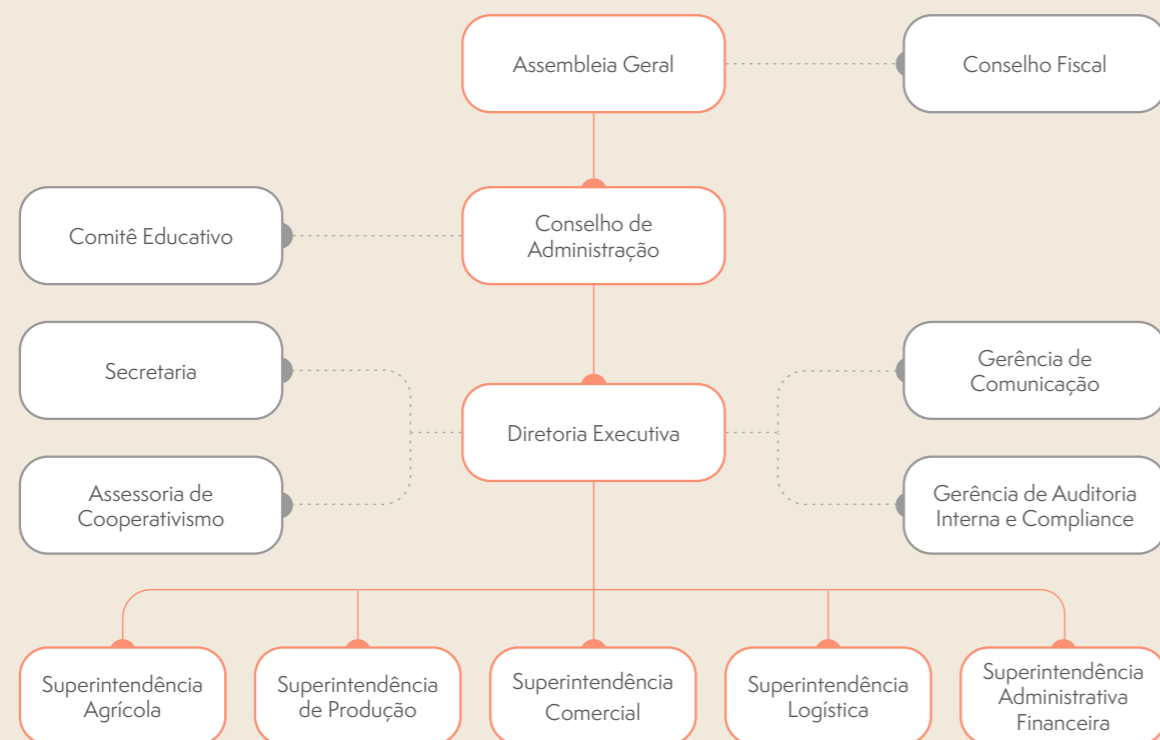 Assembleia Geral
Conselho Fiscal
Comitê Educativo
Conselho de
Administração
Secretaria
Gerência de
Comunicação
Diretoria Executiva
Assessoria de
Cooperativismo
Gerência de Auditoria
Interna e Compliance
Superintendência
Agrícola
Superintendência
de Produção
Superintendência
Comercial
Superintendência
Logística
Superintendência
Administrativa
Financeira